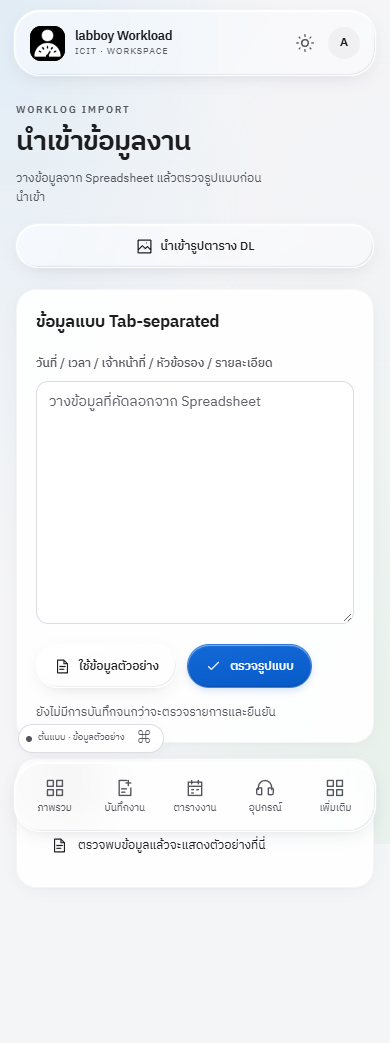 labboy Workload
ICIT · WORKSPACE
A
WORKLOG IMPORT
นำเข้าข้อมูลงาน
วางข้อมูลจาก Spreadsheet แล้วตรวจรูปแบบก่อน
นำเข้า
นำเข้ารูปตาราง DL
ข้อมูลแบบ Tab-separated
วันที่ / เวลา / เจ้าหน้าที่ / หัวข้อรอง / รายละเอียด
วางข้อมูลที่คัดลอกจาก Spreadsheet
ใช้ข้อมูลตัวอย่าง
ตรวจรูปแบบ
ยังไม่มีการบันทึกจนกว่าจะตรวจรายการและยืนยัน
ต้นแบบ · ข้อมูลตัวอย่าง ⌘
ภาพรวม
บันทึกงาน
ตารางงาน
อุปกรณ์
เพิ่มเติม
ตรวจพบข้อมูลแล้วจะแสดงตัวอย่างที่นี่